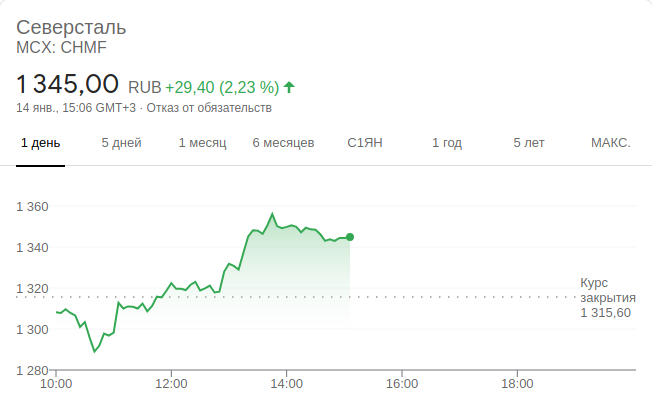 Северсталь
MCX: CHMF
1 345,00 RUB +29,40 (2,23 %)
14 янв., 15:06 GMT+3 · Отказ от обязательств
1 день 5 дней 1 месяц 6 месяцев С1ЯН 1 год 5 лет МАКС.
1 360
1 340
1 320
1 300
1 280
Курс
закрытия
1 315,60
10:00 12:00 14:00 16:00 18:00